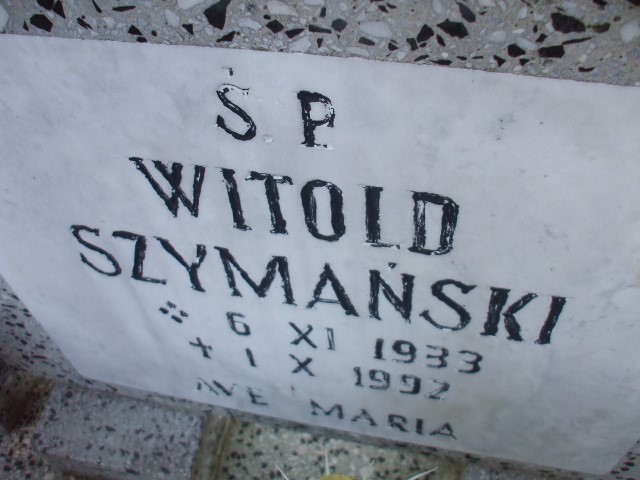 Ś. P.
WITOLD
SZYMAŃSKI
6 XI 1933
+ 1 X 1992
AVE MARIA